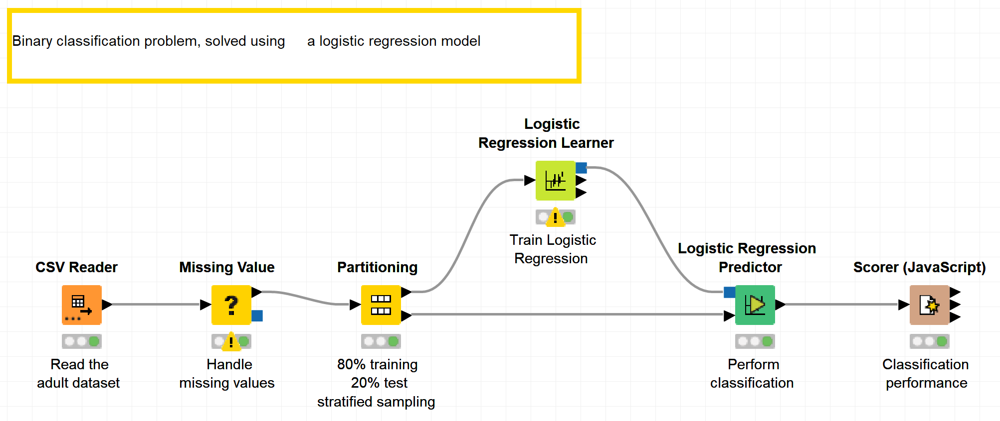 Binary classification problem, solved using a logistic regression model
Logistic
Regression Learner
Train Logistic
Regression
CSV Reader
Read the
adult dataset
Missing Value
Handle
missing values
Partitioning
80% training
20% test
stratified sampling
Logistic Regression
Predictor
Perform
classification
Scorer (JavaScript)
Classification
performance